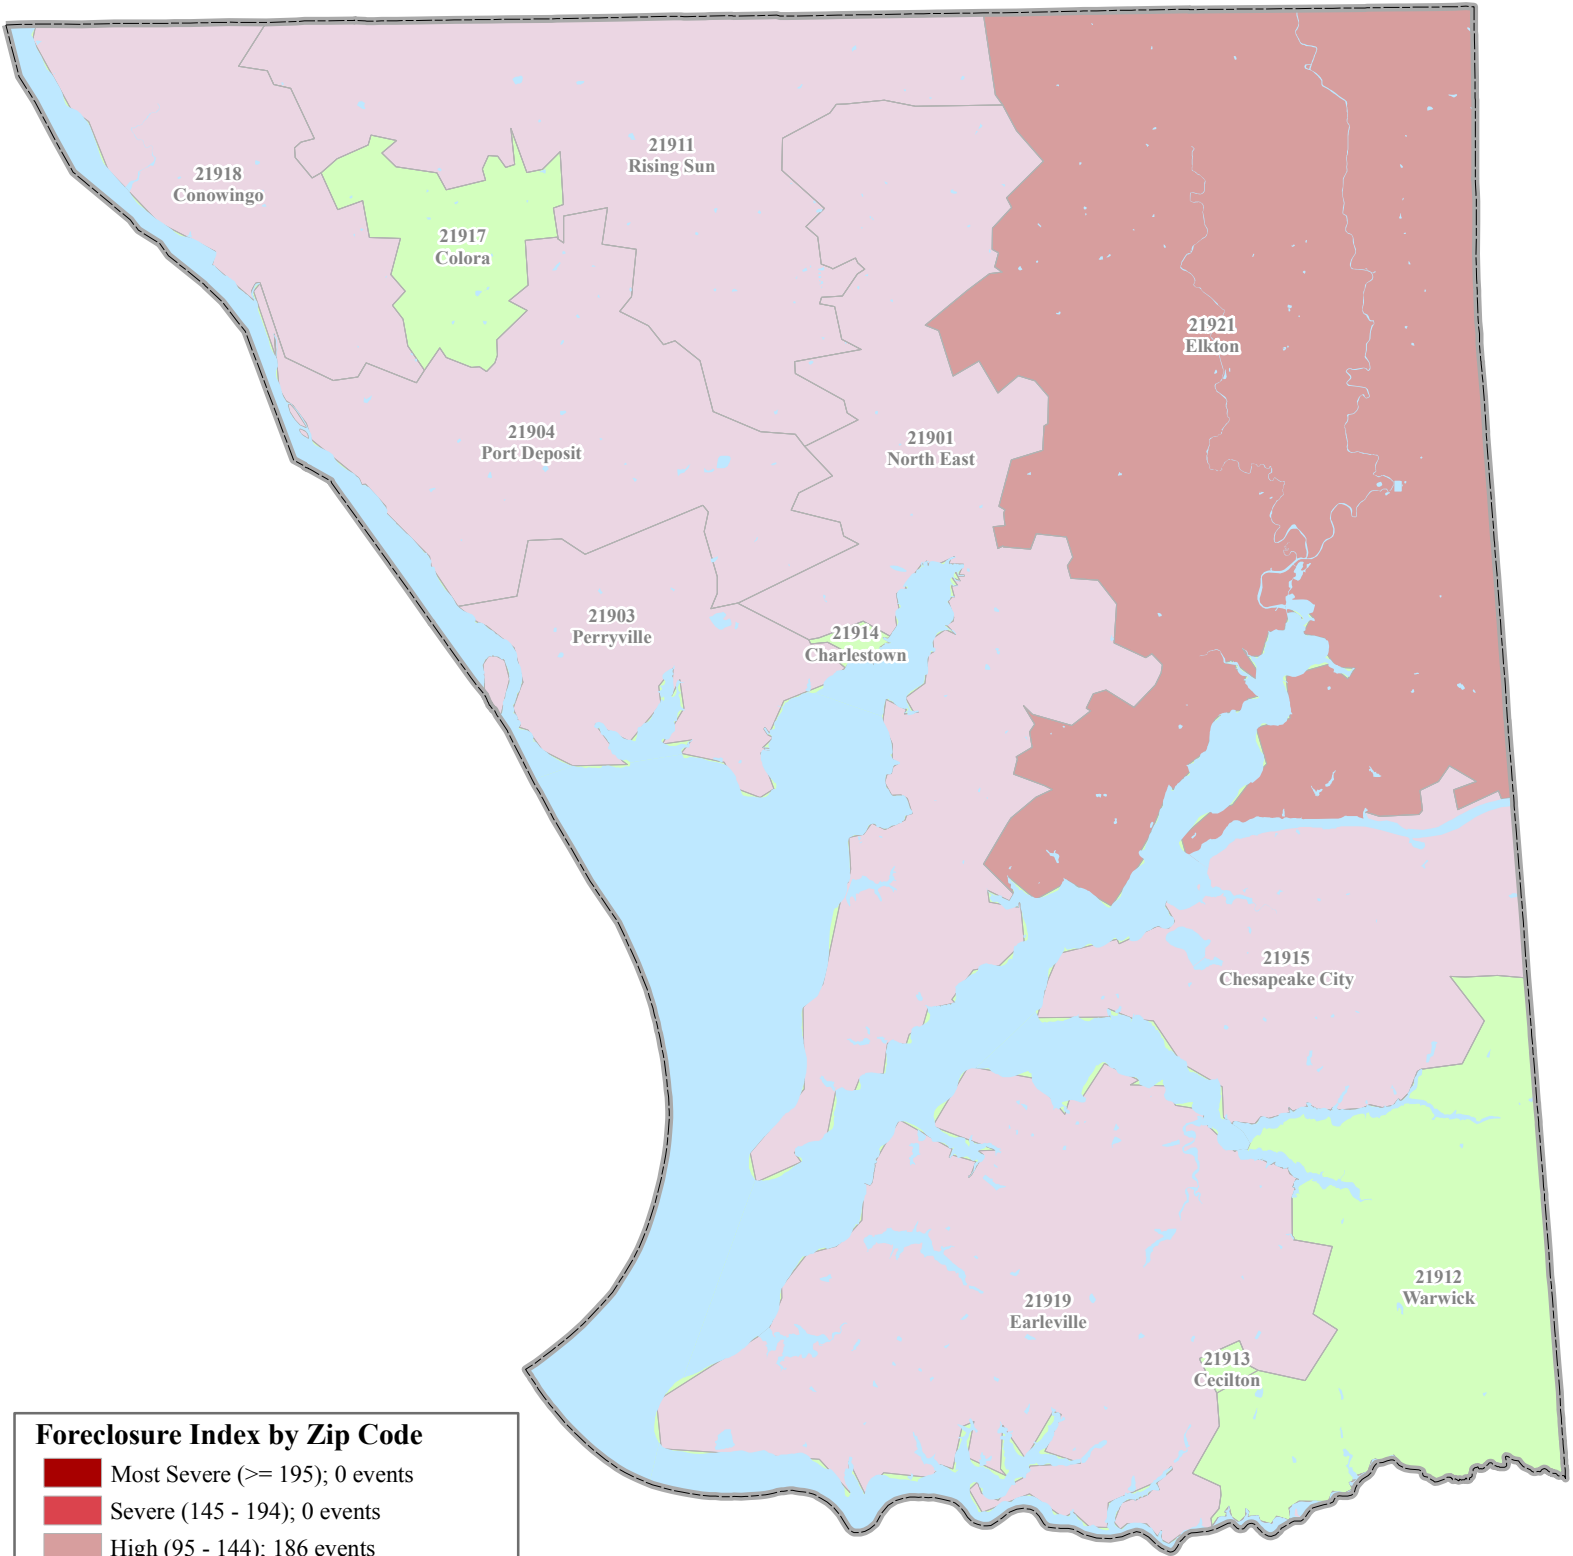 21911
Rising Sun
21918
Conowingo
21917
Colora
21921
Elkton
21904
Port Deposit
21901
North East
21903
Perryville
21914
Charlestown
21915
Chesapeake City
21912
Warwick
21919
Earleville
21913
Cecilton
Foreclosure Index by Zip Code
Most Severe (>= 195); 0 events
Severe (145 - 194); 0 events
High (95 - 144); 186 events